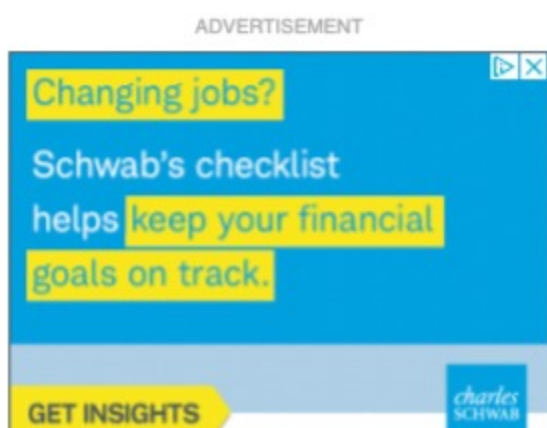 ADVERTISEMENT
Changing jobs?
Schwab's checklist
helps keep your financial
goals on track.
GET INSIGHTS
charles
SCHWAB